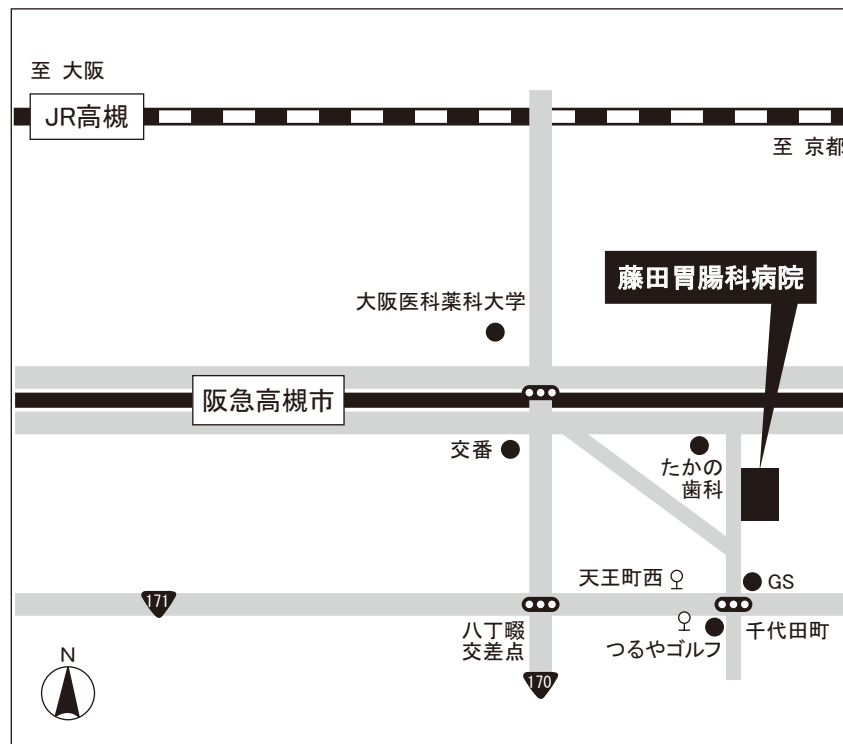 至 大阪
JR高槻
至 京都
藤田胃腸科病院
大阪医科薬科大学
阪急高槻市
交番
たかの
歯科
天王町西
GS
171
八丁畷
交差点
つるやゴルフ
千代田町
170
N